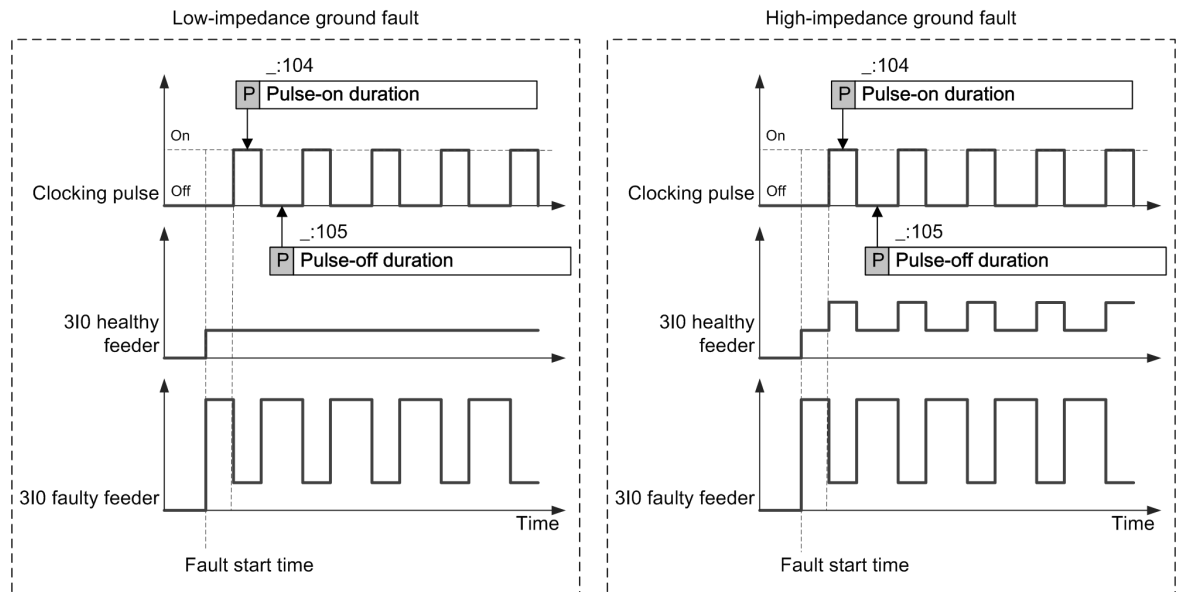 Low-impedance ground fault
_:104
P Pulse-on duration
On
Clocking pulse
Off
_:105
P Pulse-off duration
3I0 healthy
feeder
3I0 faulty feeder
Time
Fault start time
High-impedance ground fault
_:104
P Pulse-on duration
On
Clocking pulse
Off
_:105
P Pulse-off duration
3I0 healthy
feeder
3I0 faulty feeder
Time
Fault start time